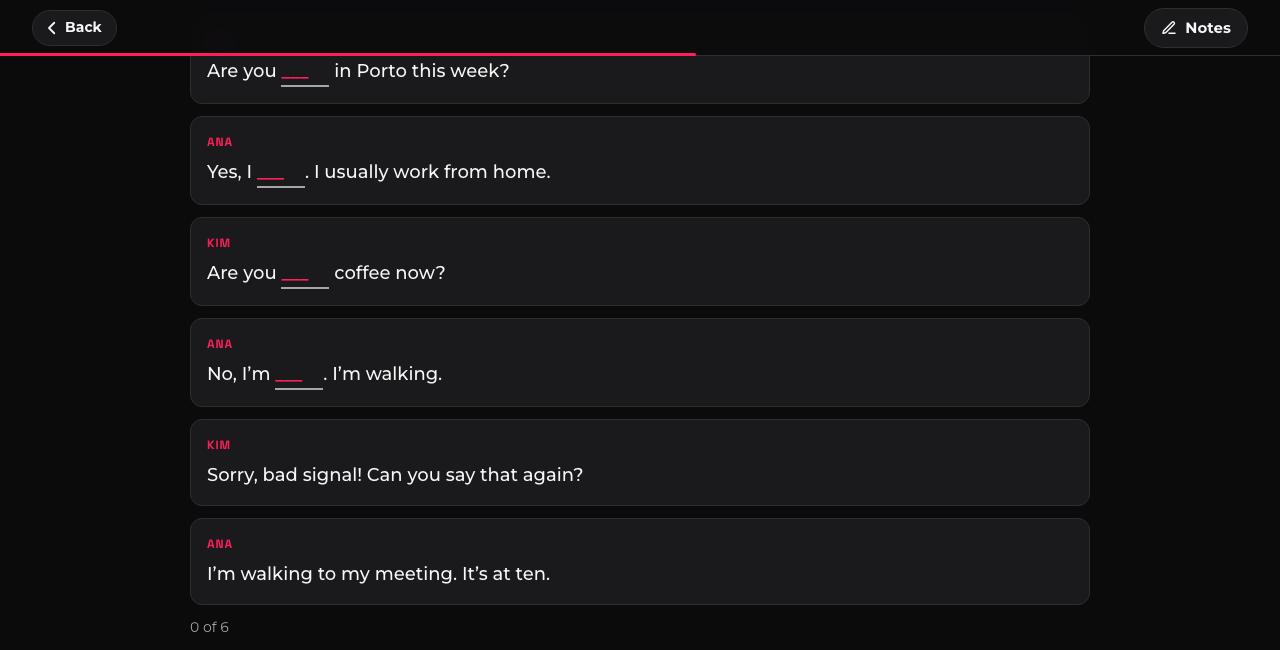 Back
Notes
Are you ___ in Porto this week?
ANA
Yes, I ___. I usually work from home.
KIM
Are you ___ coffee now?
ANA
No, I’m ___. I’m walking.
KIM
Sorry, bad signal! Can you say that again?
ANA
I’m walking to my meeting. It’s at ten.
0 of 6